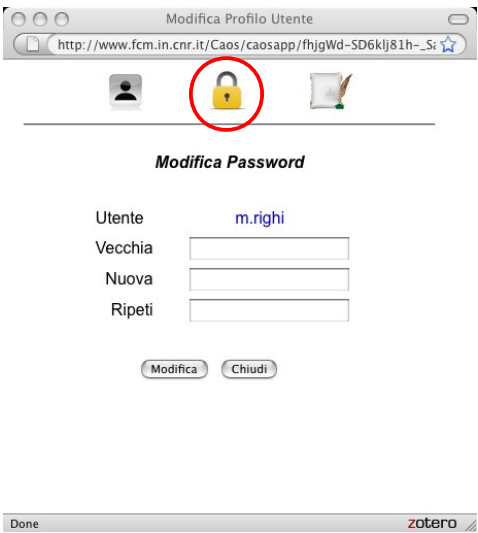 Modifica Profilo Utente
http://www.fcm.in.cnr.it/Caos/caosapp/fhjgWd-SD6klj81h-_Sa
Modifica Password
Utente m.righi
Vecchia
Nuova
Ripeti
Modifica Chiudi
Done zotero